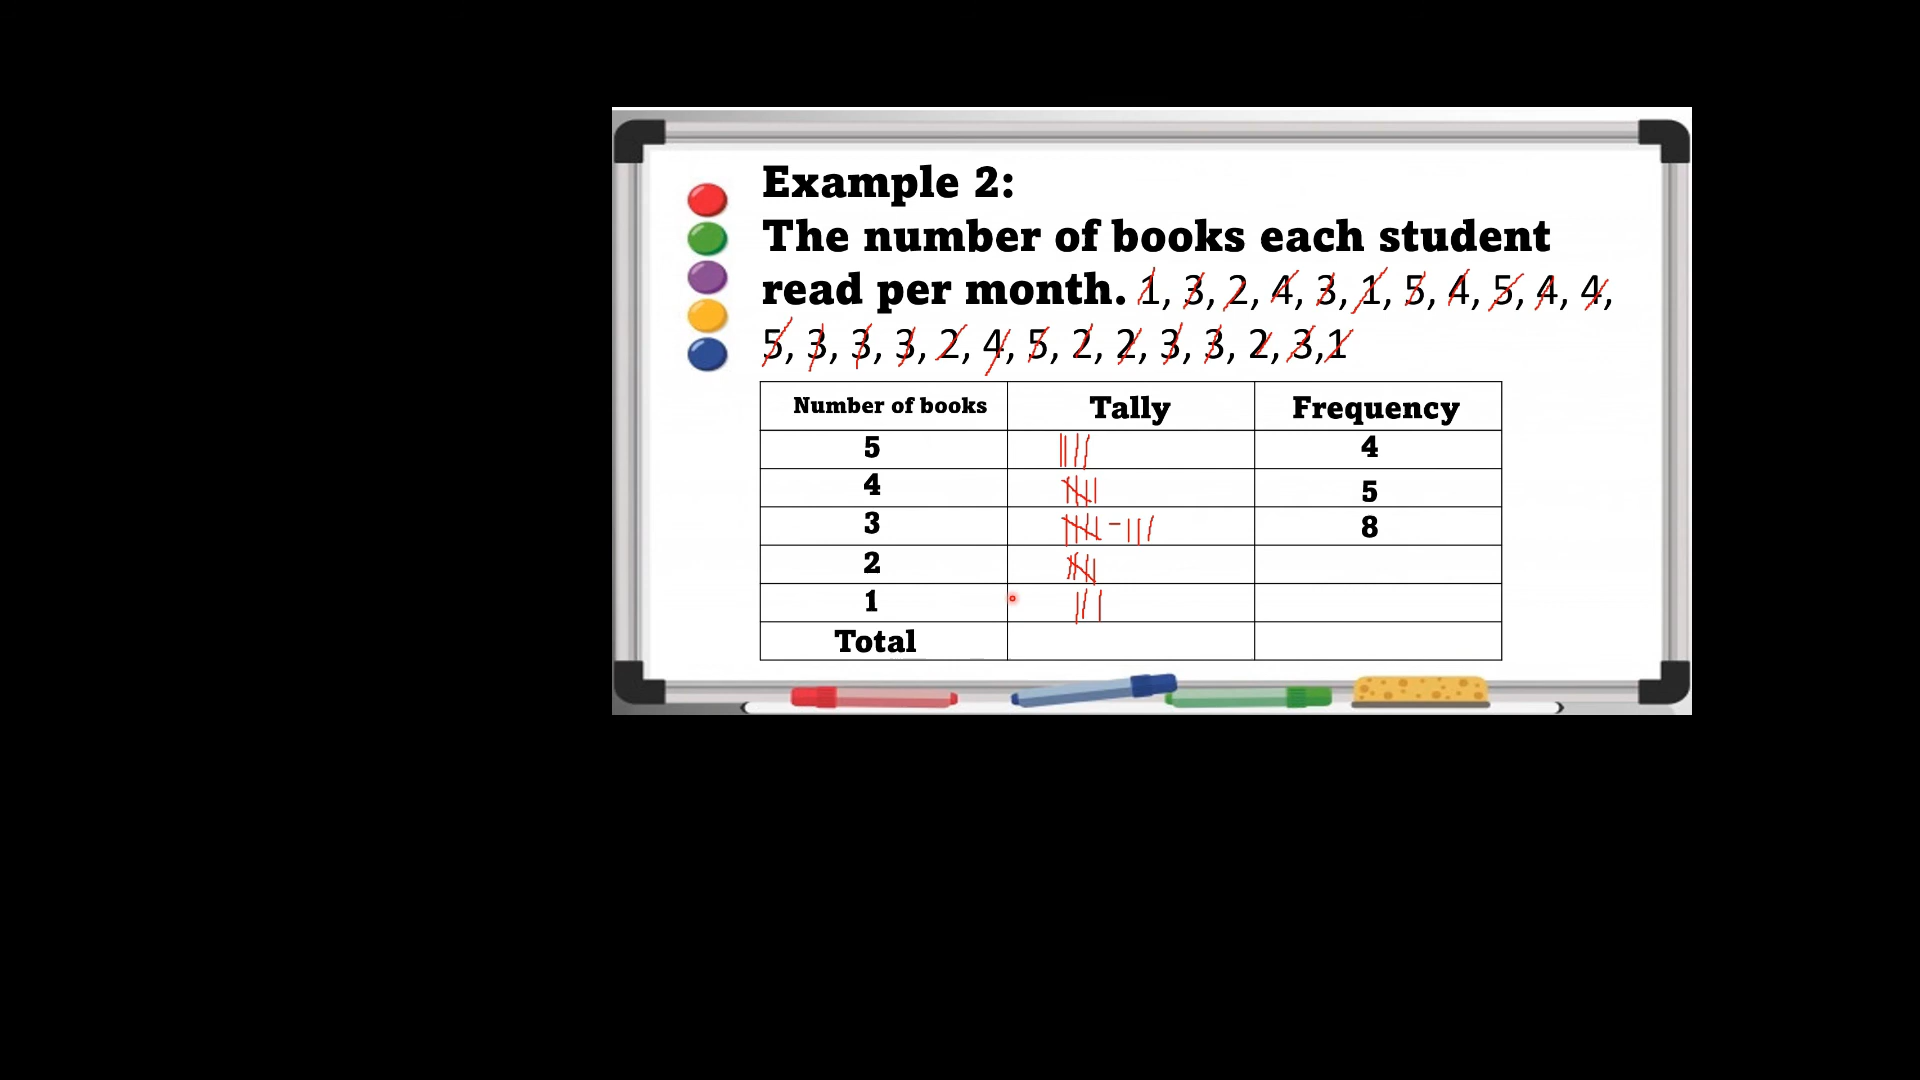 Example 2:
The number of books each student
read per month. 1, 3, 2, 4, 3, 1, 5, 4, 5, 4, 4,
5, 3, 3, 3, 2, 4, 5, 2, 2, 3, 3, 2, 3,1
Number of books Tally Frequency
5 4
4 5
3 8
2
1
Total